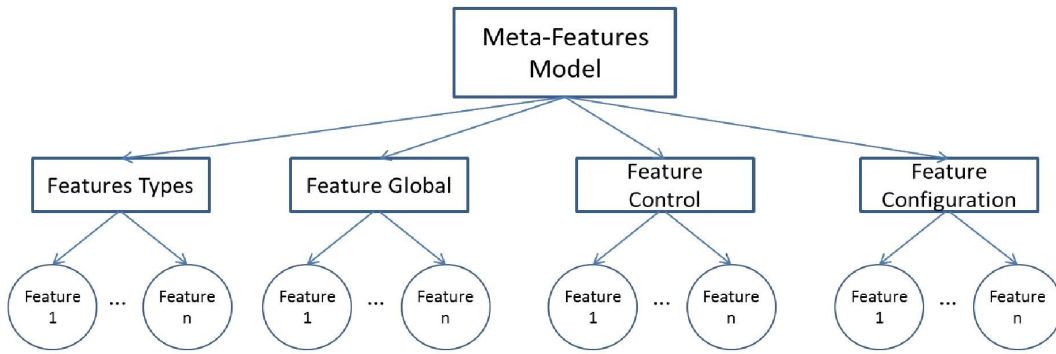 Meta-Features
Model
Features Types
Feature Global
Feature
Control
Feature
Configuration
Feature
1
...
Feature
n
Feature
1
...
Feature
n
Feature
1
...
Feature
n
Feature
1
...
Feature
n